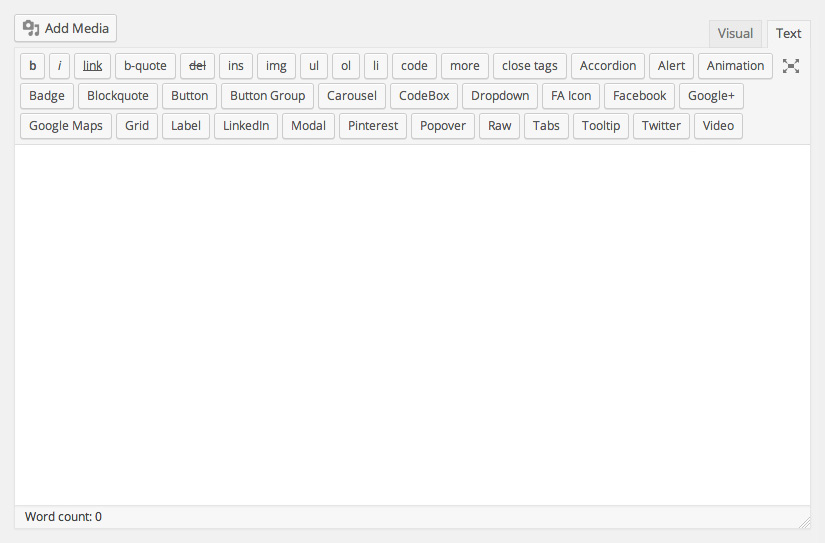 Add Media
Visual Text
b i link b-quote del ins img ul ol li code more close tags Accordion Alert Animation
Badge Blockquote Button Button Group Carousel CodeBox Dropdown FA Icon Facebook Google+
Google Maps Grid Label LinkedIn Modal Pinterest Popover Raw Tabs Tooltip Twitter Video
Word count: 0